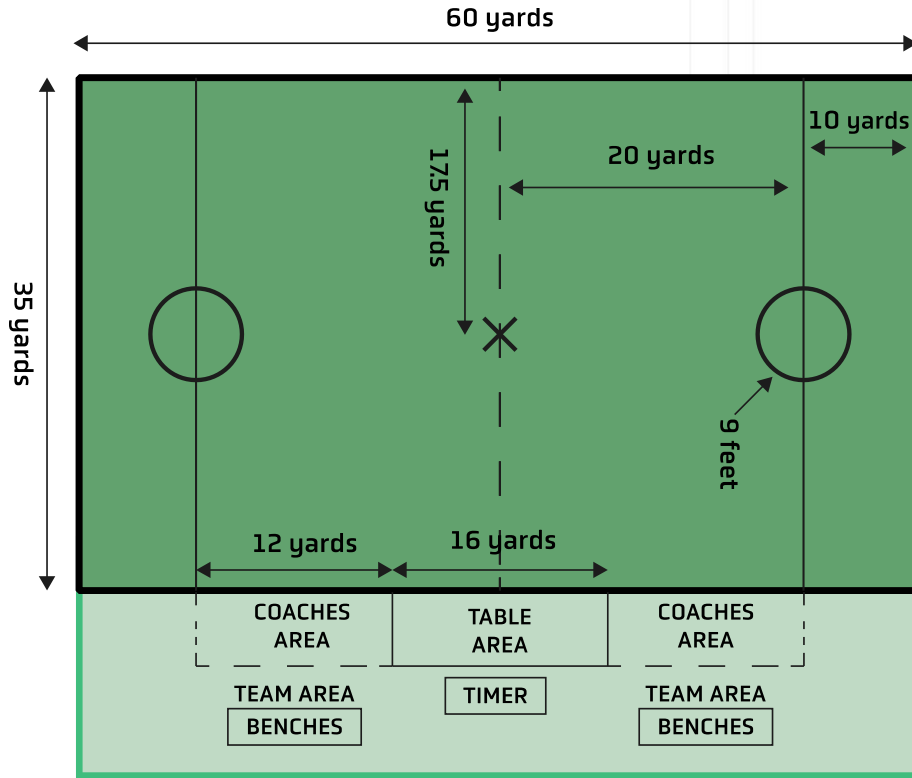 60 yards
10 yards
20 yards
17.5 yards
35 yards
9 feet
12 yards
16 yards
COACHES
AREA
TABLE
AREA
COACHES
AREA
TEAM AREA
BENCHES
TIMER
TEAM AREA
BENCHES